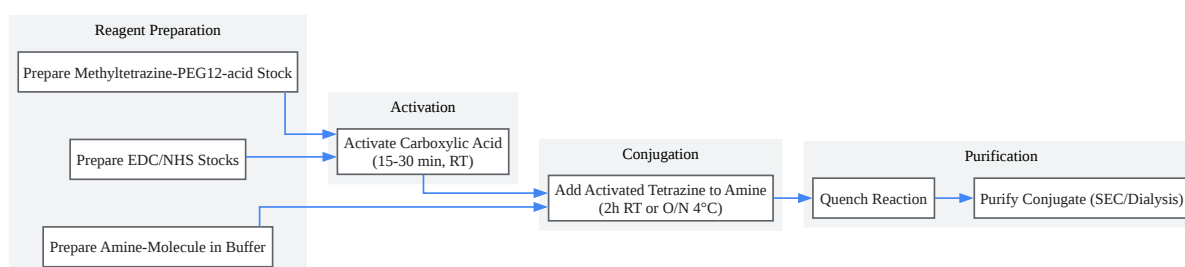 Reagent Preparation
Prepare Methyltetrazine-PEG12-acid Stock
Prepare EDC/NHS Stocks
Prepare Amine-Molecule in Buffer
Activation
Activate Carboxylic Acid
(15-30 min, RT)
Conjugation
Add Activated Tetrazine to Amine
(2h RT or O/N 4°C)
Purification
Quench Reaction
Purify Conjugate (SEC/Dialysis)